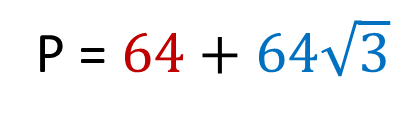 P = 64 + 64√3